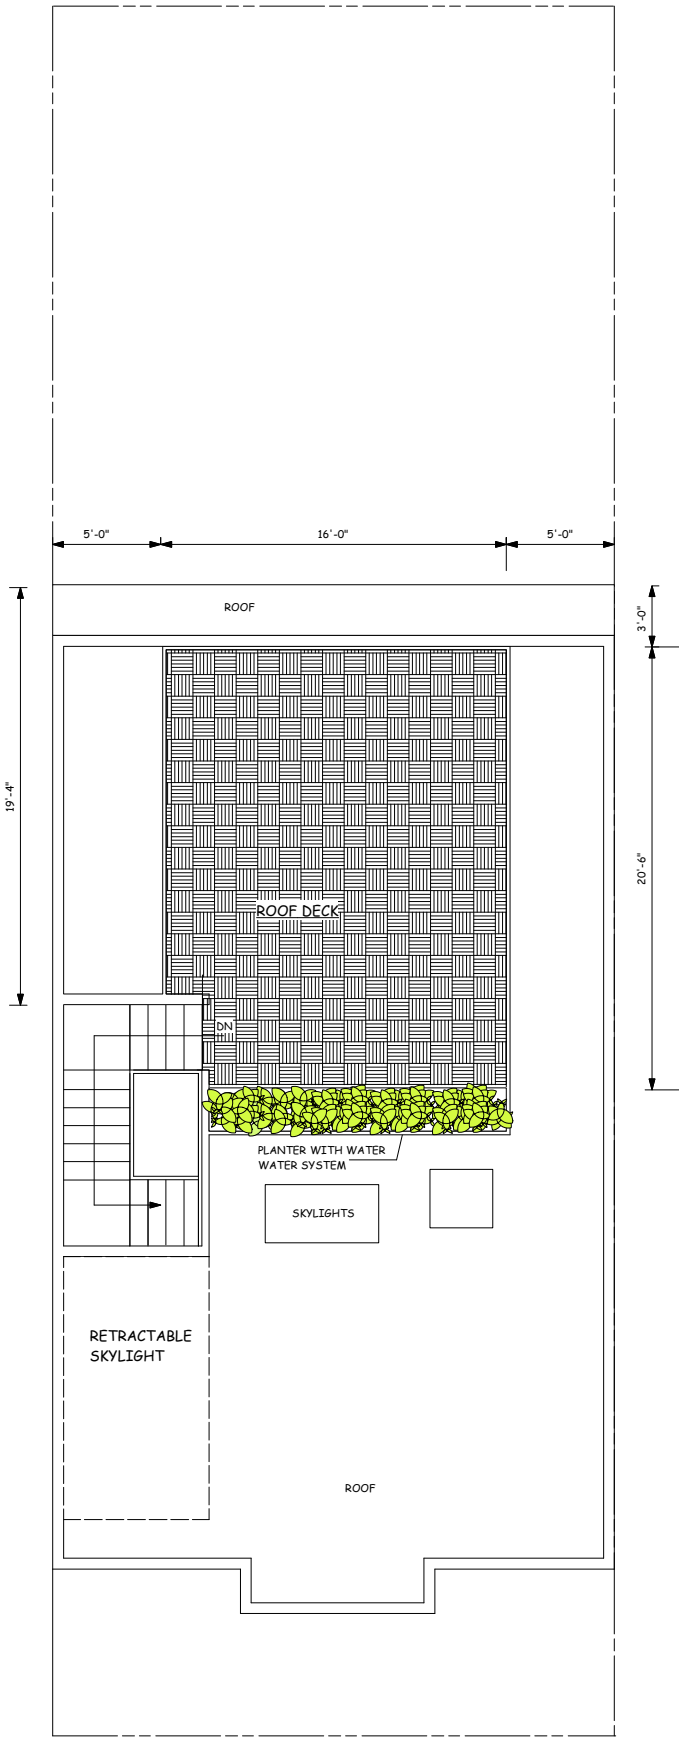 5'-0"
16'-0"
5'-0"
ROOF
3'-0"
19'-4"
20'-6"
ROOF DECK
DN
PLANTER WITH WATER
WATER SYSTEM
SKYLIGHTS
RETRACTABLE
SKYLIGHT
ROOF